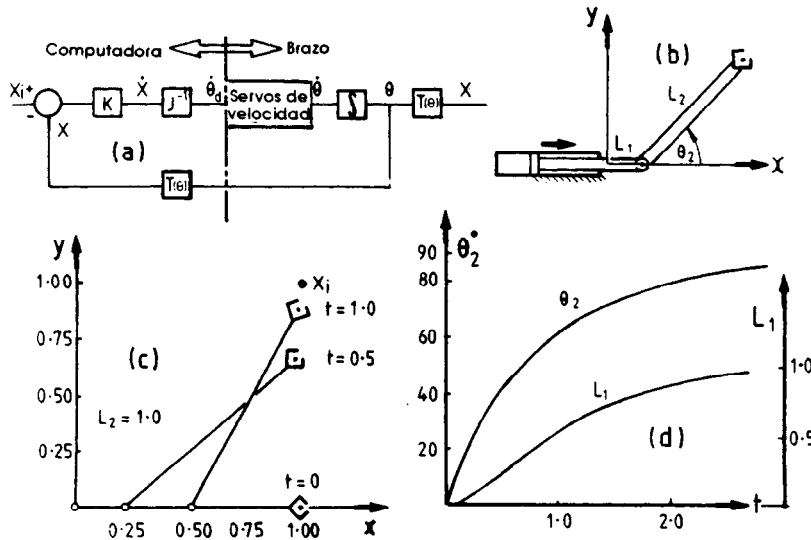 Computadora Brazo
Xi + - K Ẋ J⁻¹ θ̇d Servos de velocidad θ̇ ∫ θ T(θ) X
X
(a)
T(θ)
y
(b)
L₂
L₁
θ₂
x
y
1·00
0·75
0·50
0·25
Xi
t = 1·0
t = 0·5
(c)
L₂ = 1·0
t = 0
0·25 0·50 0·75 1·00 x
θ₂°
90
80
60
40
20
θ₂
L₁
L₁
1·0
0·5
(d)
1·0 2·0 t